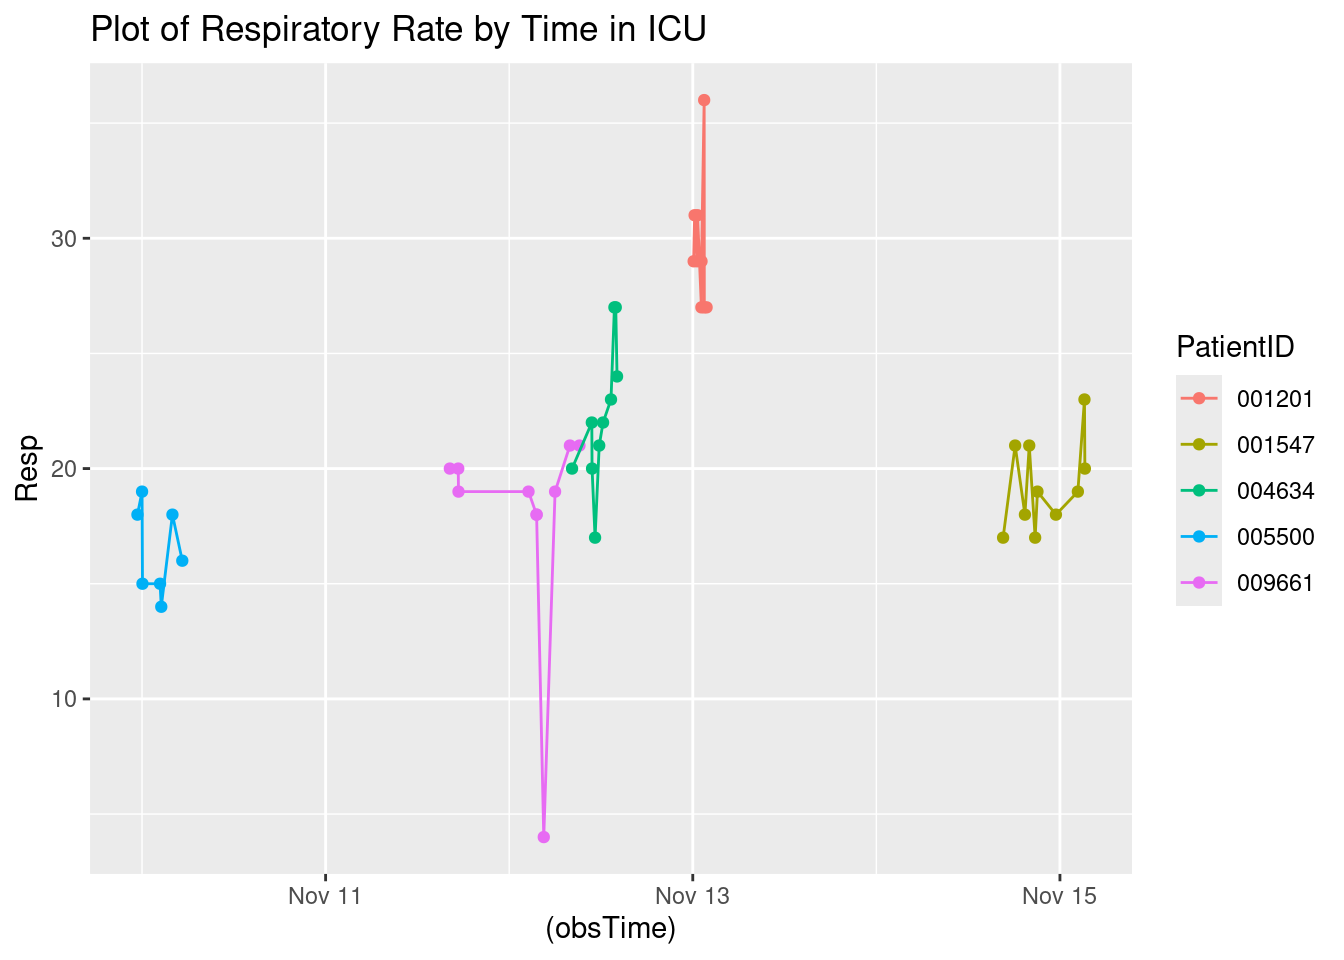 Plot of Respiratory Rate by Time in ICU
Resp
30
20
10
Nov 11
Nov 13
Nov 15
(obsTime)
PatientID
001201
001547
004634
005500
009661